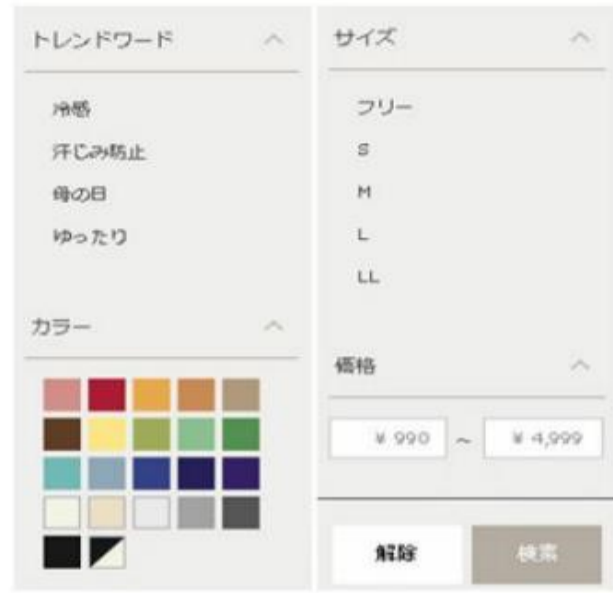 トレンドワード
冷感
汗じみ防止
母の日
ゆったり
カラー
サイズ
フリー
S
M
L
LL
価格
¥ 990 ~ ¥ 4,999
解除 検索